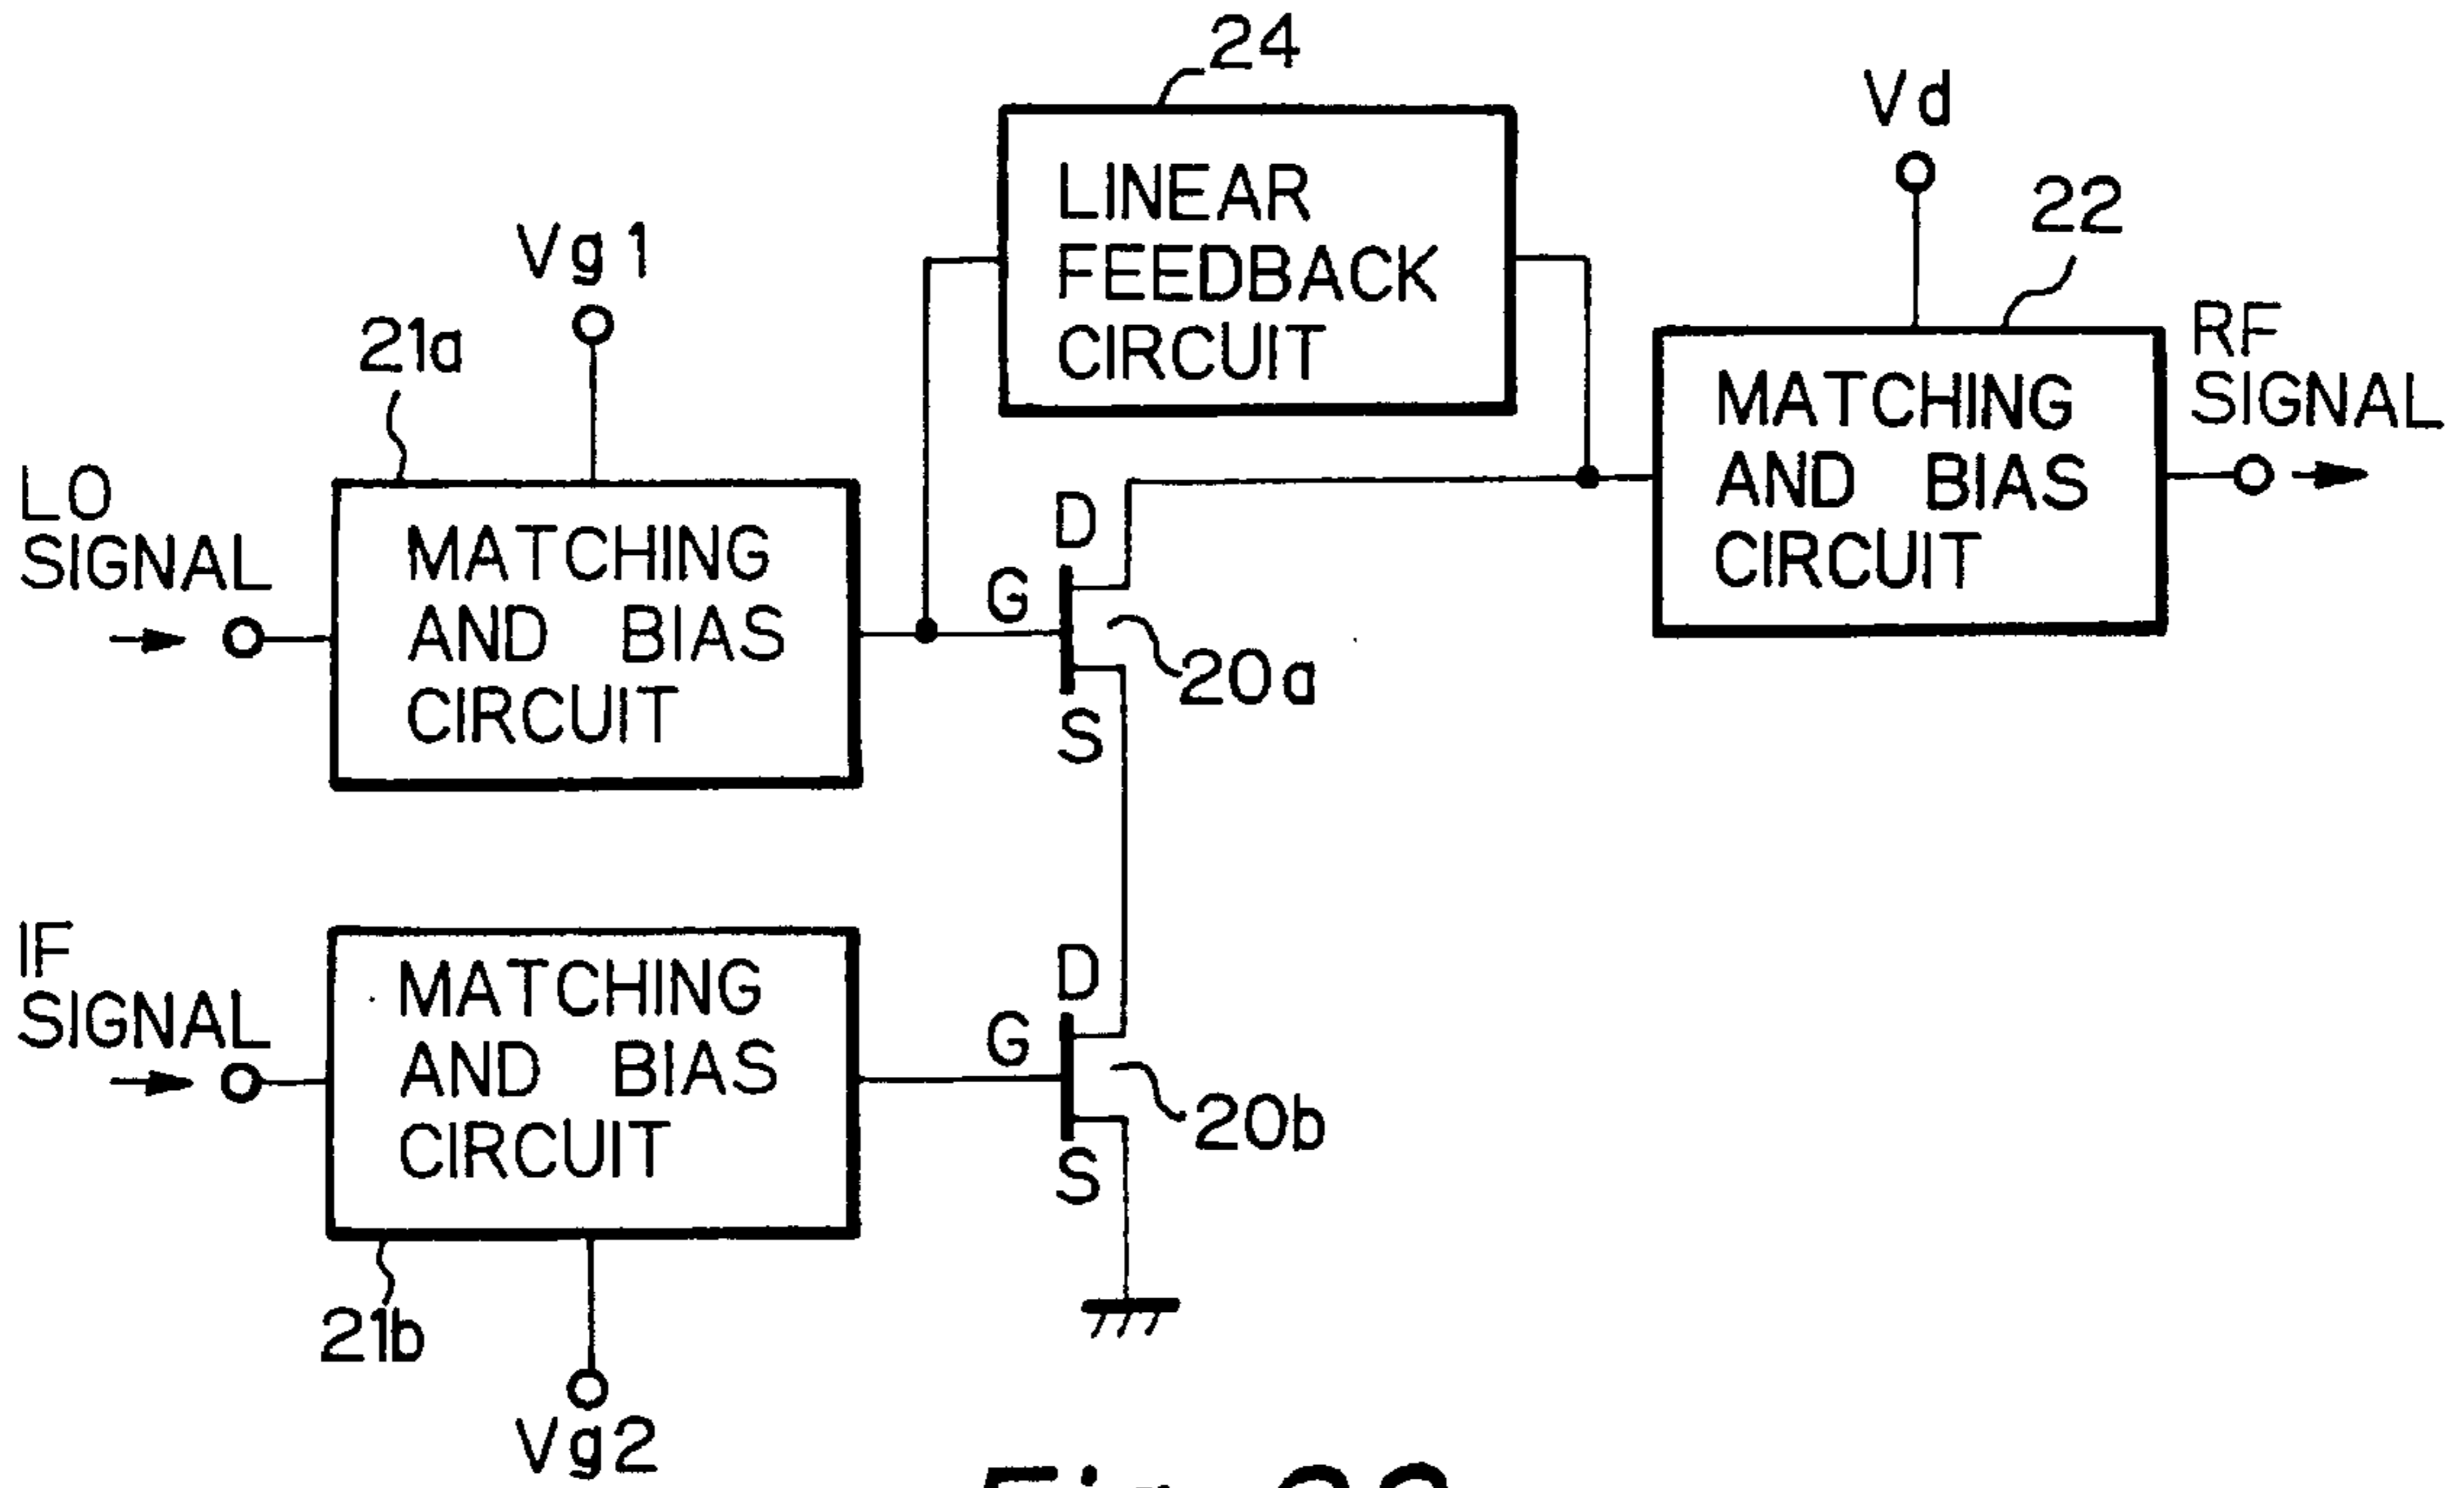 24
LINEAR
FEEDBACK
CIRCUIT
Vd
22
Vg1
21a
RF
SIGNAL
MATCHING
AND BIAS
CIRCUIT
LO
SIGNAL
MATCHING
AND BIAS
CIRCUIT
D
G
20a
S
IF
SIGNAL
MATCHING
AND BIAS
CIRCUIT
D
G
20b
S
21b
Vg2